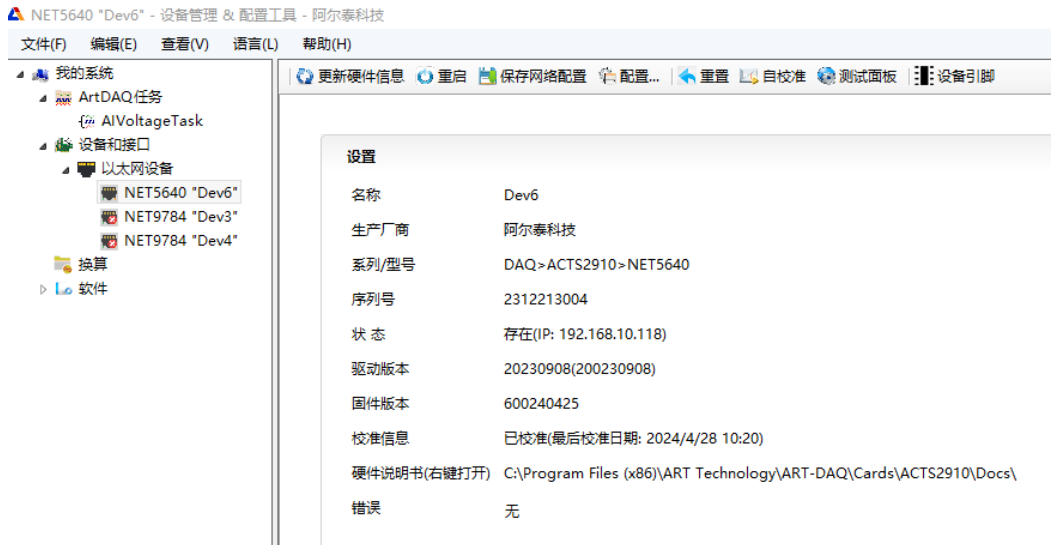 NET5640 "Dev6" - 设备管理 & 配置工具 - 阿尔泰科技
文件(F) 编辑(E) 查看(V) 语言(L) 帮助(H)
我的系统
ArtDAQ任务
AIVoltageTask
设备和接口
以太网设备
NET5640 "Dev6"
NET9784 "Dev3"
NET9784 "Dev4"
换算
软件
更新硬件信息 重启 保存网络配置 配置... 重置 自校准 测试面板 设备引脚
设置
名称 Dev6
生产厂商 阿尔泰科技
系列/型号 DAQ>ACTS2910>NET5640
序列号 2312213004
状 态 存在(IP: 192.168.10.118)
驱动版本 20230908(200230908)
固件版本 600240425
校准信息 已校准(最后校准日期: 2024/4/28 10:20)
硬件说明书(右键打开) C:\Program Files (x86)\ART Technology\ART-DAQ\Cards\ACTS2910\Docs\
错误 无